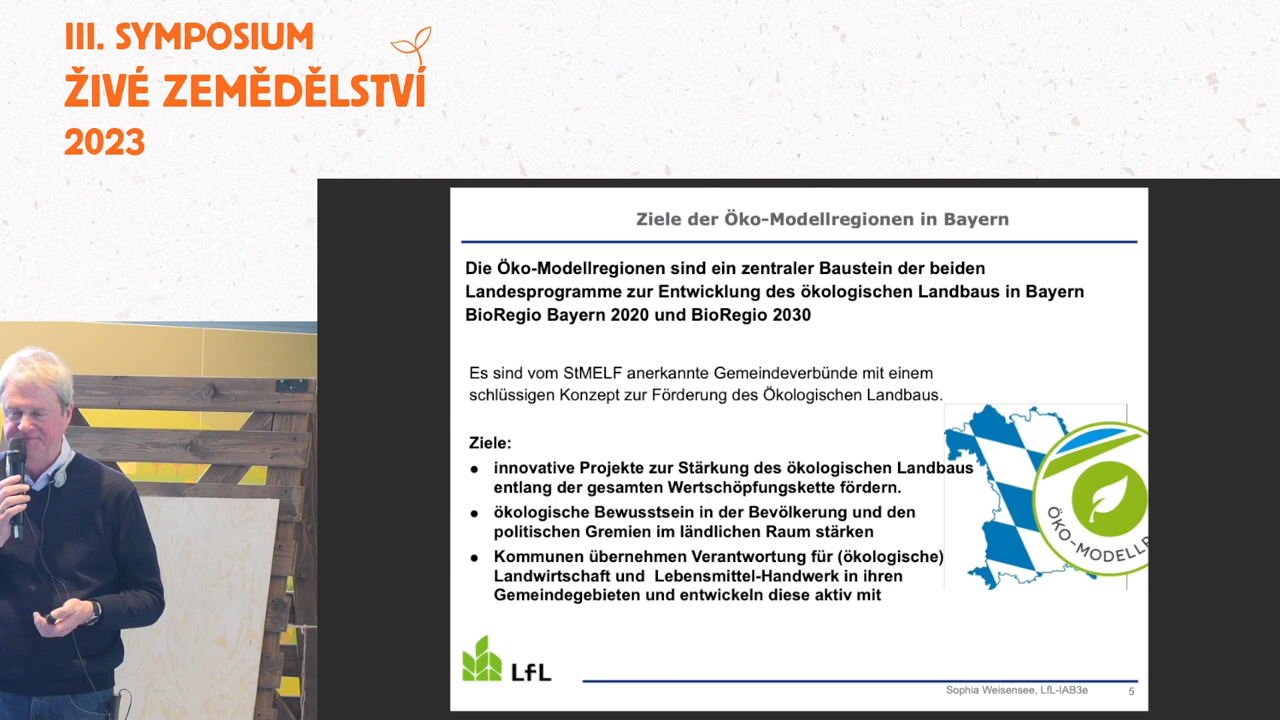 III. SYMPOSIUM
ŽIVÉ ZEMĚDĚLSTVÍ
2023
Ziele der Öko-Modellregionen in Bayern
Die Öko-Modellregionen sind ein zentraler Baustein der beiden
Landesprogramme zur Entwicklung des ökologischen Landbaus in Bayern
BioRegio Bayern 2020 und BioRegio 2030
Es sind vom StMELF anerkannte Gemeindeverbünde mit einem
schlüssigen Konzept zur Förderung des Ökologischen Landbaus.
Ziele:
• innovative Projekte zur Stärkung des ökologischen Landbaus
entlang der gesamten Wertschöpfungskette fördern.
• ökologische Bewusstsein in der Bevölkerung und den
politischen Gremien im ländlichen Raum stärken
• Kommunen übernehmen Verantwortung für (ökologische)
Landwirtschaft und Lebensmittel-Handwerk in ihren
Gemeindegebieten und entwickeln diese aktiv mit
ÖKO-MODELLR
LfL
Sophia Weisensee, LfL-IAB3e
5